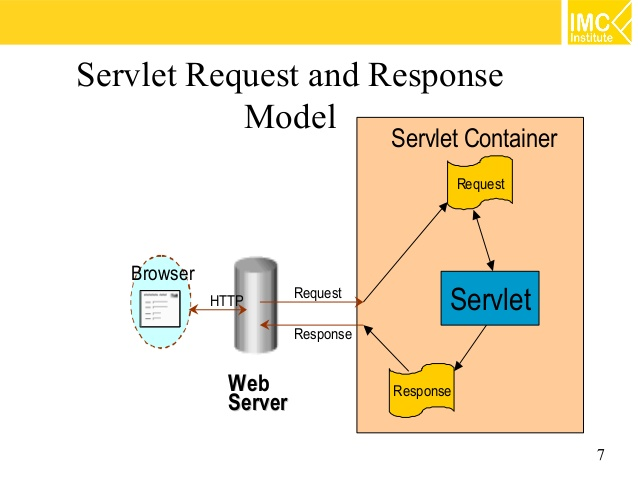 IMC
Institute
Servlet Request and Response
Model
Servlet Container
Request
Browser
HTTP
Request
Servlet
Response
Response
Web
Server
7